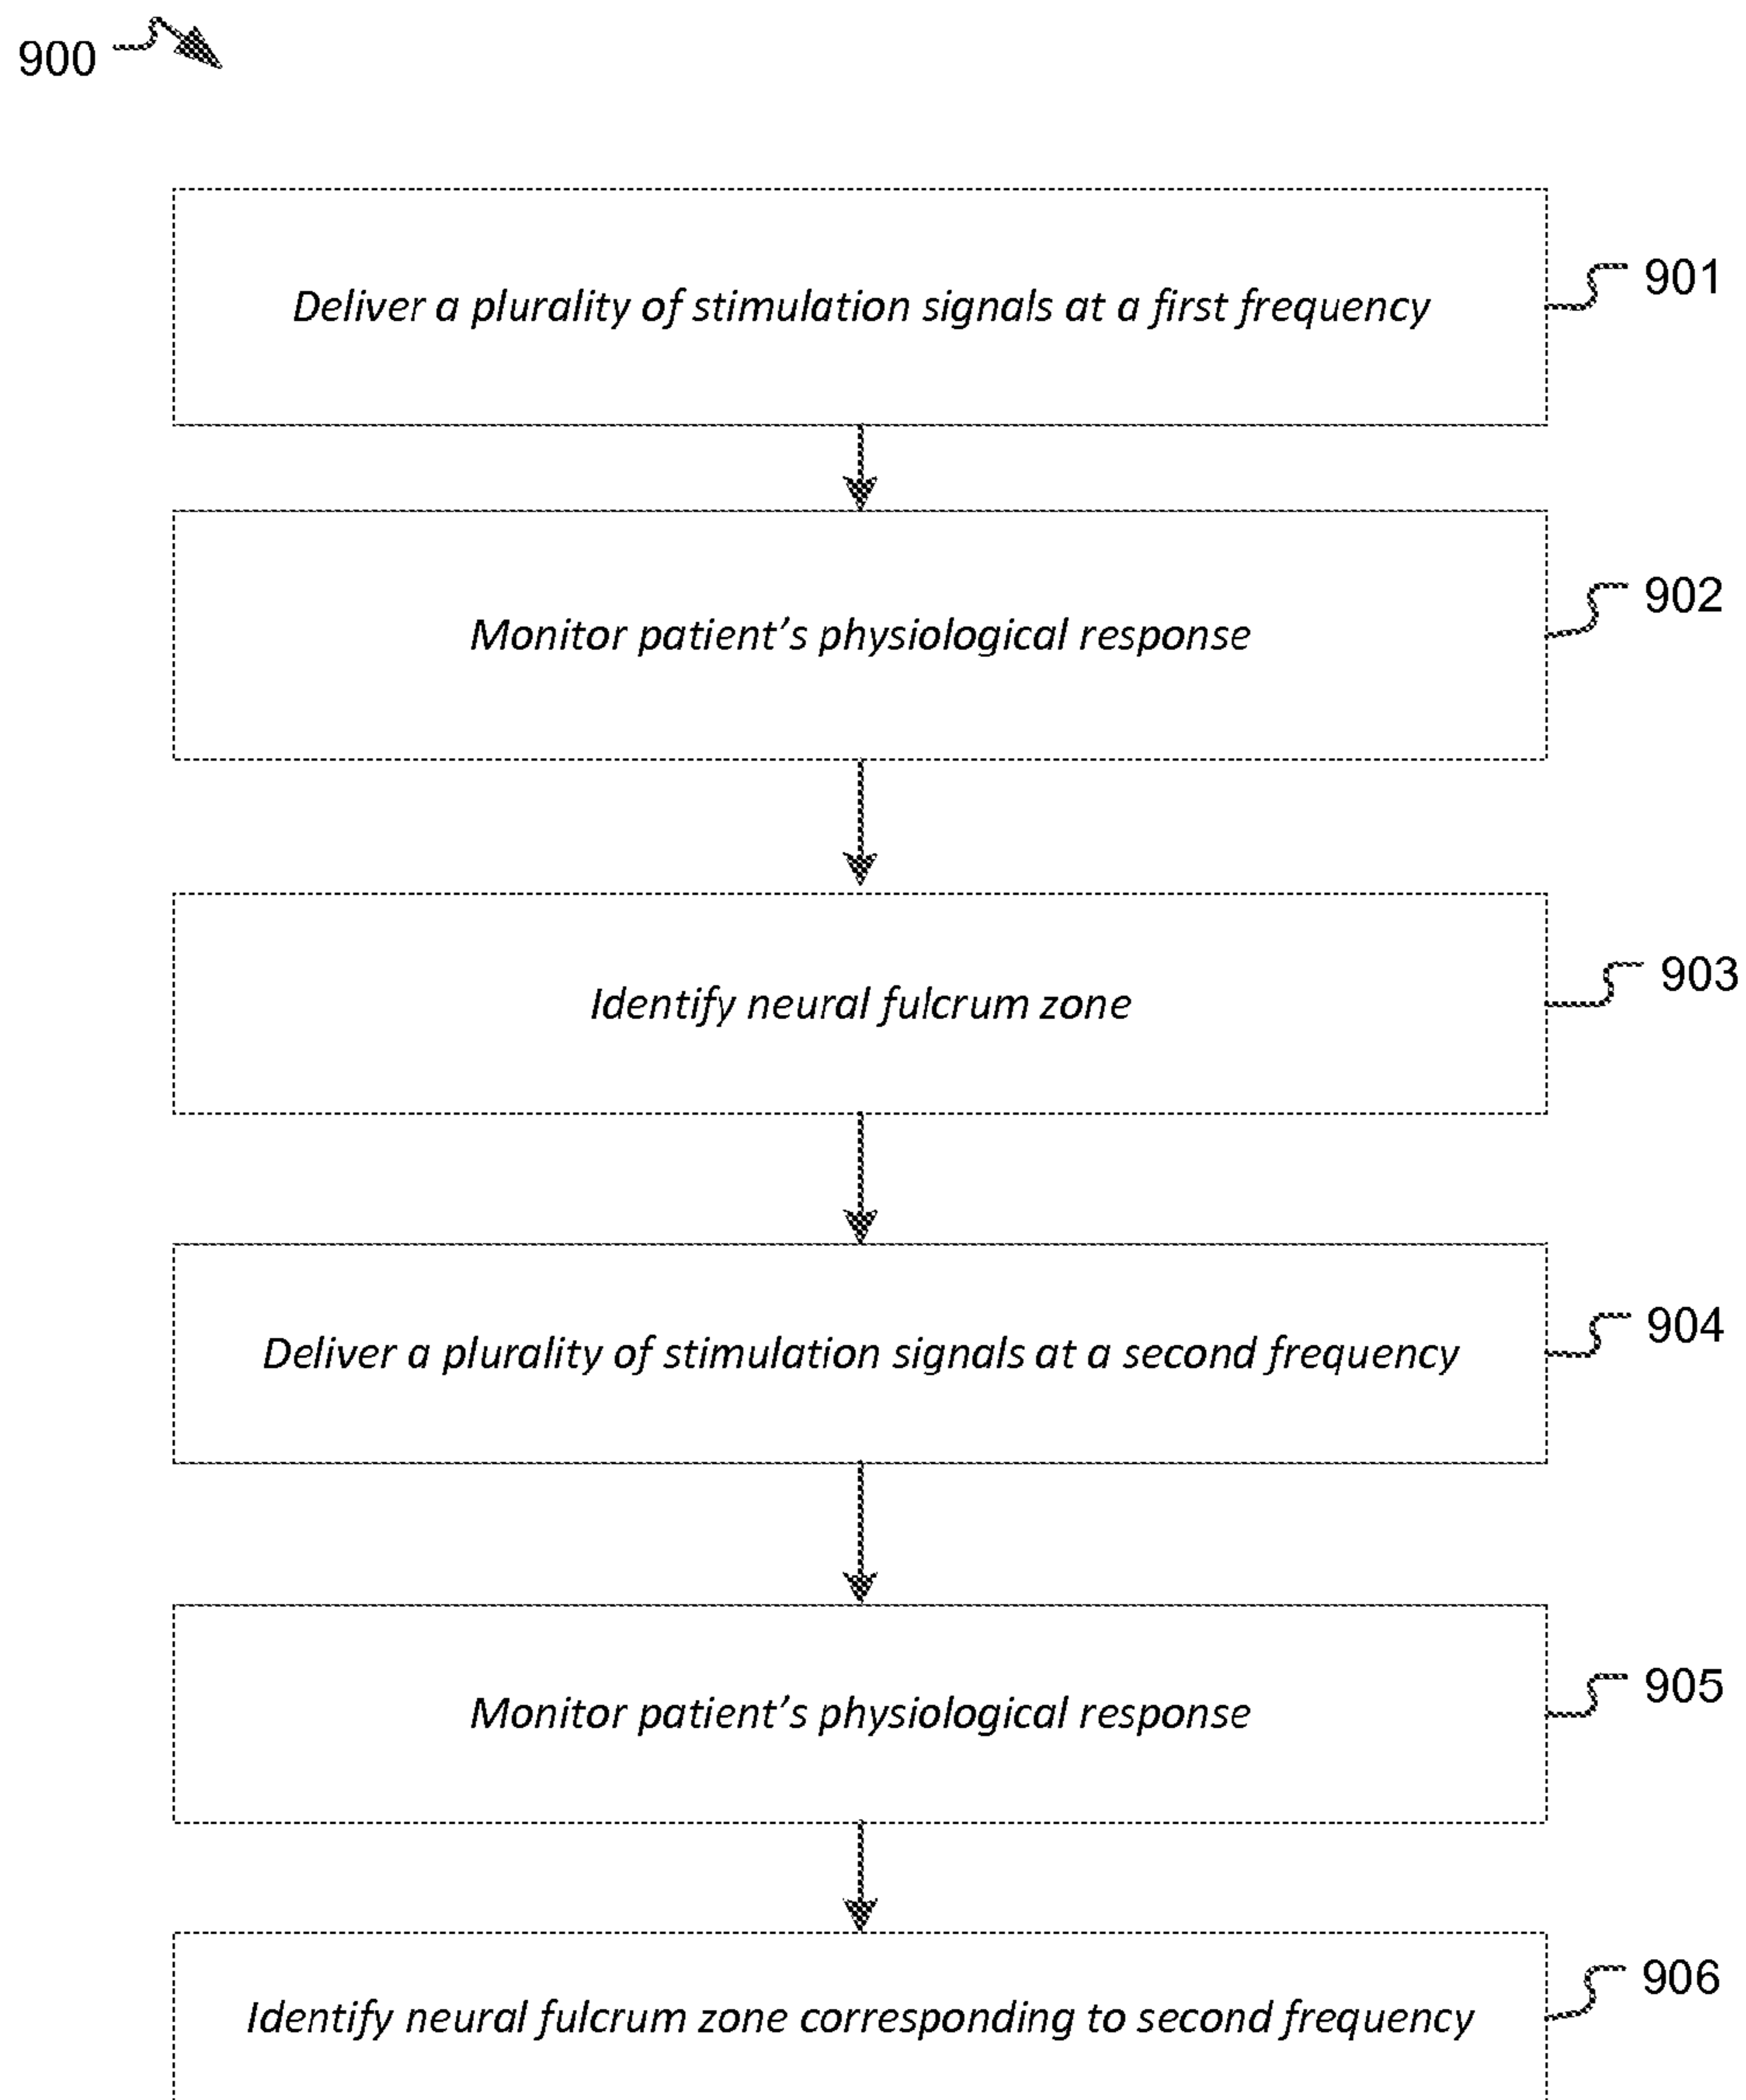 900
Deliver a plurality of stimulation signals at a first frequency
901
Monitor patient’s physiological response
902
Identify neural fulcrum zone
903
Deliver a plurality of stimulation signals at a second frequency
904
Monitor patient’s physiological response
905
Identify neural fulcrum zone corresponding to second frequency
906